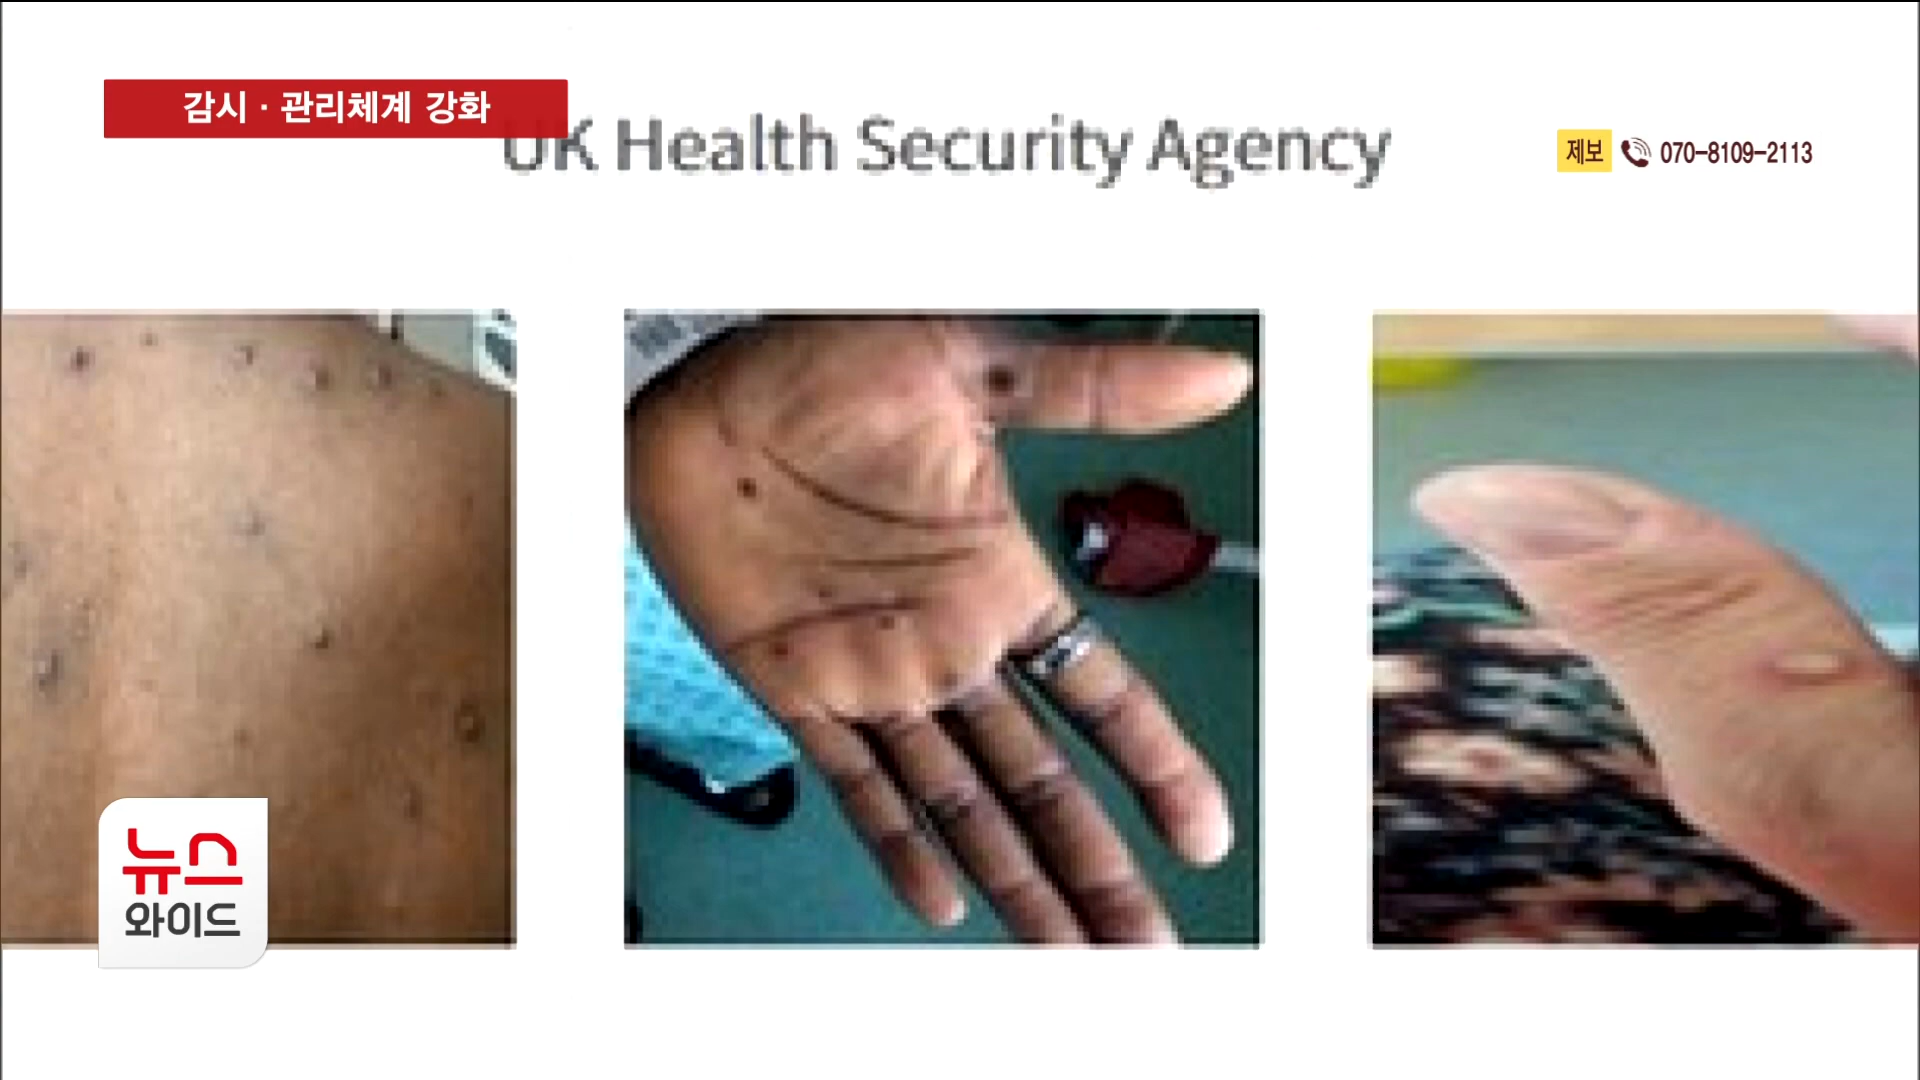 감시·관리체계 강화
UK Health Security Agency
제보 070-8109-2113
뉴스
와이드